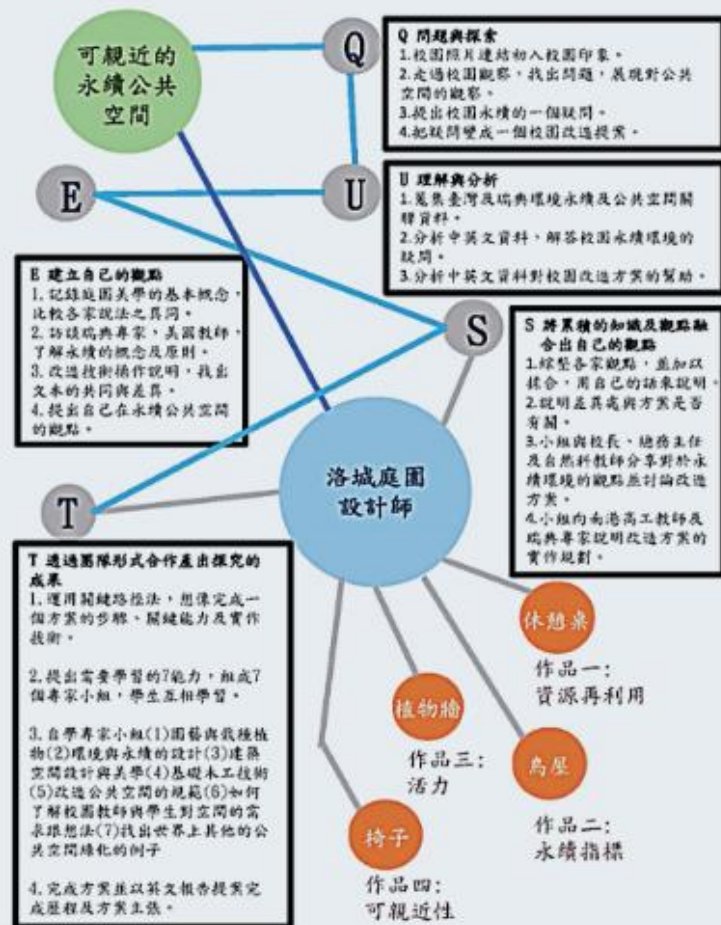 可親近的
永續公共
空間
Q
Q 問題與探索
1.校園照片連結初入校園印象。
2.走過校園觀察，找出問題，展現對公共
空間的觀察。
3.提出校園永續的一個疑問。
4.把疑問變成一個校園改造提案。
E
U
U 理解與分析
1.蒐集臺灣及瑞典環境永續及公共空間關
聯資料。
2.分析中英文資料、解答校園永續環境的
疑問。
3.分析中英文資料對校園改造方案的幫助。
E 建立自己的觀點
1.記錄庭園美學的基本概念，
比較各家說法之異同。
2.訪談瑞典專家，美國教師，
了解永續的概念及原則。
3.改造技術操作說明，找出
文本的共同與差異。
4.提出自己在永續公共空間
的觀點。
S
S 將累積的知識及觀點融
合出自己的觀點
1.綜整各家觀點，並加以
揉合，用自己的話來說明。
2.說明差異處與方案是否
有關。
3.小組與校長、總務主任
及自然科教師分享對於永
續環境的觀點並討論改造
方案。
4.小組向南港高工教師及
瑞典專家說明改造方案的
實作規劃。
洛城庭園
設計師
T
T 透過團隊形式合作產出探究的
成果
1.運用關鍵路徑法，想像完成一
個方案的步驟、關鍵能力及實作
技術。
2.提出需要學習的7能力，組成7
個專家小組，學生互相學習。
3.自學專家小組(1)園藝與栽種植
物(2)環境與永續的設計(3)建築
空間設計與美學(4)基礎木工技術
(5)改造公共空間的規範(6)如何
了解校園教師與學生對空間的需
求跟想法(7)找出世界上其他的公
共空間綠化的例子
4.完成方案並以英文報告提案完
成歷程及方案主張。
休憩桌
作品一：
資源再利用
植物牆
作品三：
活力
鳥屋
作品二：
永續指標
椅子
作品四：
可親近性